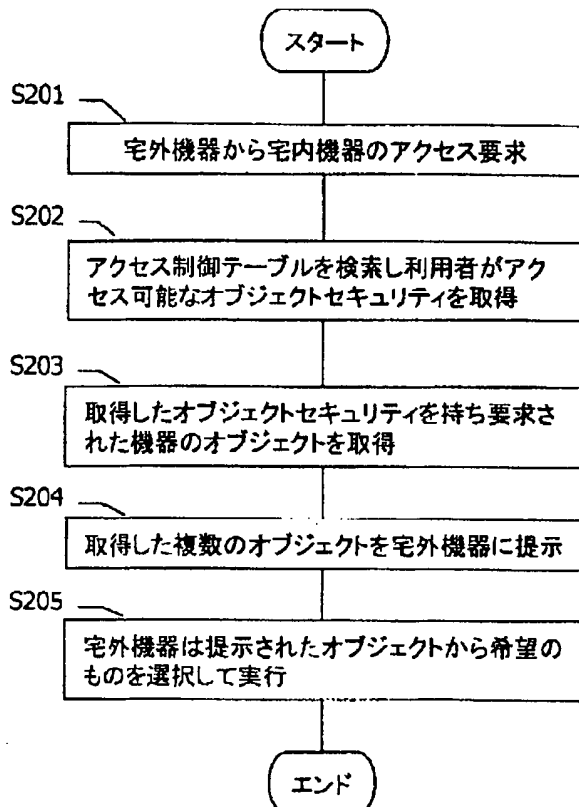 スタート
S201
宅外機器から宅内機器のアクセス要求
S202
アクセス制御テーブルを検索し利用者がアク
セス可能なオブジェクトセキュリティを取得
S203
取得したオブジェクトセキュリティを持ち要求さ
れた機器のオブジェクトを取得
S204
取得した複数のオブジェクトを宅外機器に提示
S205
宅外機器は提示されたオブジェクトから希望の
ものを選択して実行
エンド